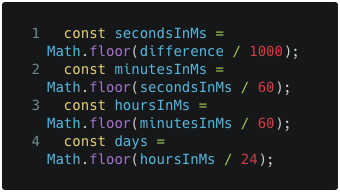 1 const secondsInMs =
Math.floor(difference / 1000);
2 const minutesInMs =
Math.floor(secondsInMs / 60);
3 const hoursInMs =
Math.floor(minutesInMs / 60);
4 const days =
Math.floor(hoursInMs / 24);